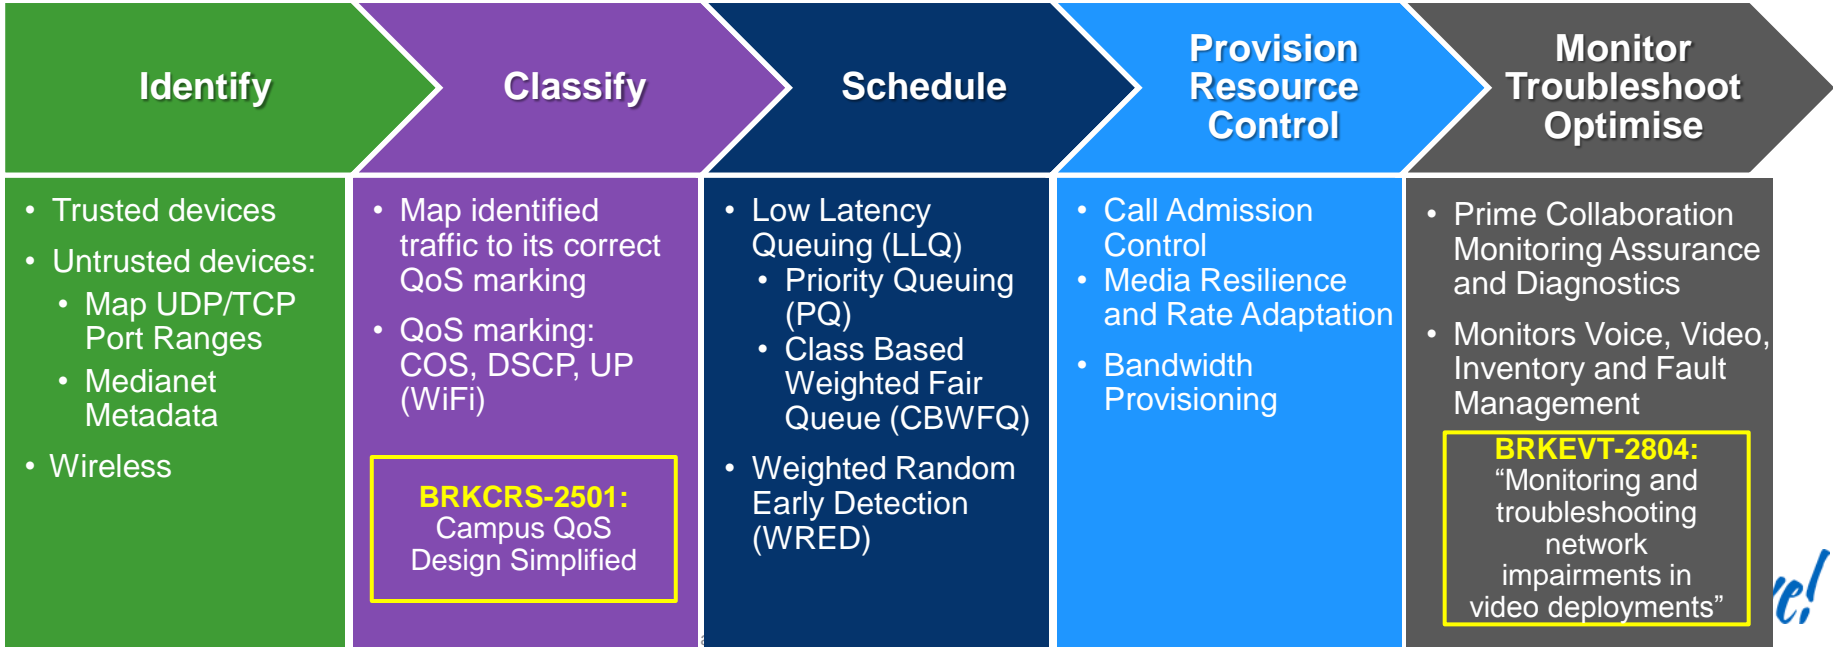 Identify
Classify
Schedule
Provision
Resource
Control
Monitor
Troubleshoot
Optimise
• Trusted devices
• Untrusted devices:
• Map UDP/TCP
Port Ranges
• Medianet
Metadata
• Wireless
• Map identified
traffic to its correct
QoS marking
• QoS marking:
COS, DSCP, UP
(WiFi)
BRKCRS-2501:
Campus QoS
Design Simplified
• Low Latency
Queuing (LLQ)
• Priority Queuing
(PQ)
• Class Based
Weighted Fair
Queue (CBWFQ)
• Weighted Random
Early Detection
(WRED)
• Call Admission
Control
• Media Resilience
and Rate Adaptation
• Bandwidth
Provisioning
• Prime Collaboration
Monitoring Assurance
and Diagnostics
• Monitors Voice, Video,
Inventory and Fault
Management
BRKEVT-2804:
“Monitoring and
troubleshooting
network
impairments in
video deployments”